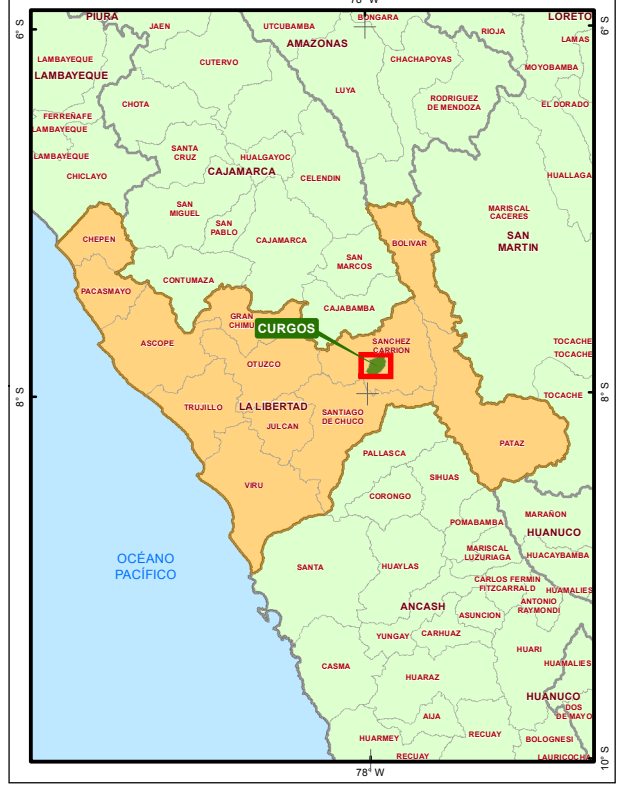 78° W
PIURA
JAEN
UTCUBAMBA
BONGARA
LORETO
6° S
6° S
RIOJA
LAMAS
AMAZONAS
LAMBAYEQUE
CUTERVO
CHACHAPOYAS
MOYOBAMBA
LAMBAYEQUE
LUYA
CHOTA
RODRIGUEZ
DE MENDOZA
EL DORADO
FERREÑAFE
LAMBAYEQUE
SANTA
CRUZ
HUALGAYOC
LAMBAYEQUE
CAJAMARCA
CHICLAYO
CELENDIN
HUALLAGA
SAN
MIGUEL
MARISCAL
CACERES
SAN
PABLO
SAN
MARTIN
CHEPEN
CAJAMARCA
BOLIVAR
SAN
MARCOS
CONTUMAZA
PACASMAYO
CAJABAMBA
GRAN
CHIMU
CURGOS
ASCOPE
SANCHEZ
CARRION
TOCACHE
TOCACHE
OTUZCO
8° S
8° S
TOCACHE
TRUJILLO
LA LIBERTAD
SANTIAGO
DE CHUCO
JULCAN
PATAZ
PALLASCA
SIHUAS
VIRU
CORONGO
MARAÑON
POMABAMBA
HUANUCO
OCÉANO
PACÍFICO
MARISCAL
LUZURIAGA
HUACAYBAMBA
SANTA
HUAYLAS
CARLOS FERMIN
FITZCARRALD
HUAMALIES
ANCASH
ANTONIO
RAYMONDI
ASUNCION
YUNGAY
CARHUAZ
HUARI
CASMA
HUAMALIES
HUARAZ
HUANUCO
DOS
DE MAYO
AIJA
HUARMEY
RECUAY
BOLOGNESI
RECUAY
LAURICOCHA
10° S
78° W